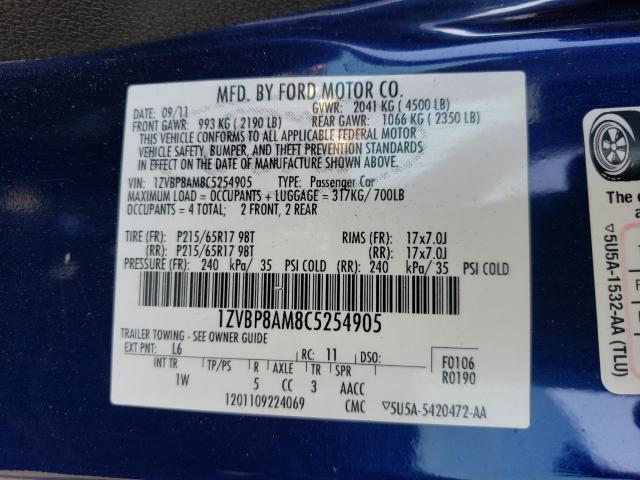 MFD. BY FORD MOTOR CO.
DATE: 09/11 GVWR: 2041 KG ( 4500 LB)
FRONT GAWR: 993 KG ( 2190 LB) REAR GAWR: 1066 KG ( 2350 LB)
THIS VEHICLE CONFORMS TO ALL APPLICABLE FEDERAL MOTOR
VEHICLE SAFETY, BUMPER, AND THEFT PREVENTION STANDARDS
IN EFFECT ON THE DATE OF MANUFACTURE SHOWN ABOVE.
VIN: 1ZVBP8AM8C5254905 TYPE: Passenger Car
MAXIMUM LOAD = OCCUPANTS + LUGGAGE = 317KG/ 700LB
OCCUPANTS = 4 TOTAL; 2 FRONT, 2 REAR
TIRE (FR): P215/65R17 98T RIMS (FR): 17x7.0J
(RR): P215/65R17 98T (RR): 17x7.0J
PRESSURE (FR): 240 kPa/ 35 PSI COLD (RR): 240 kPa/ 35 PSI COLD
1ZVBP8AM8C5254905
TRAILER TOWING - SEE OWNER GUIDE
EXT PNT: L6 RC: 11 DSO:
INT TR TP/PS R AXLE TR SPR
1W 5 CC 3 AACC
F0106
R0190
1201109224069 CMC ▽5U5A-5420472-AA
The
▽5U5A-1532-AA (TLU)